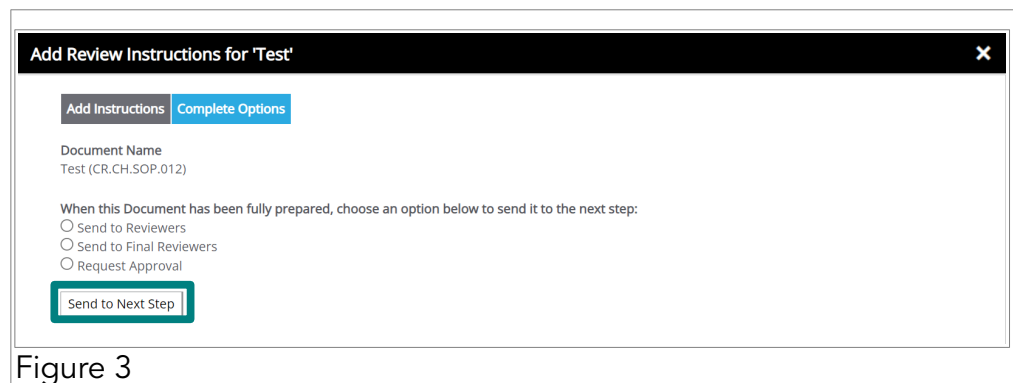 Add Review Instructions for 'Test'
Add Instructions Complete Options
Document Name
Test (CR.CH.SOP.012)
When this Document has been fully prepared, choose an option below to send it to the next step:
Send to Reviewers
Send to Final Reviewers
Request Approval
Send to Next Step
Figure 3